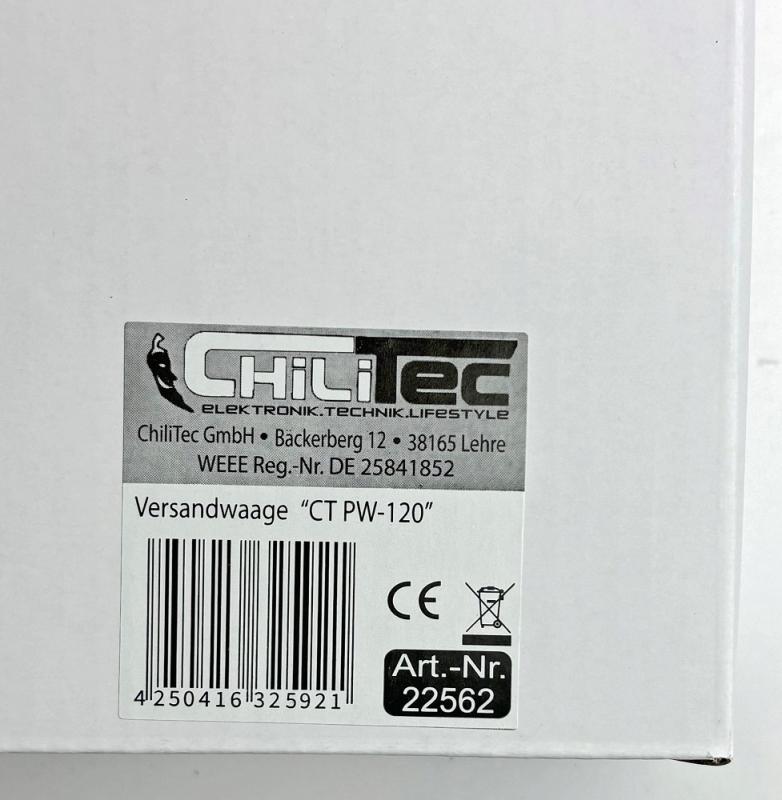 CHiLiTEC
ELEKTRONIK.TECHNIK.LIFESTYLE
ChiliTec GmbH • Bäckerberg 12 • 38165 Lehre
WEEE Reg.-Nr. DE 25841852
Versandwaage “CT PW-120”
CE
Art.-Nr.
22562
4 250416 325921